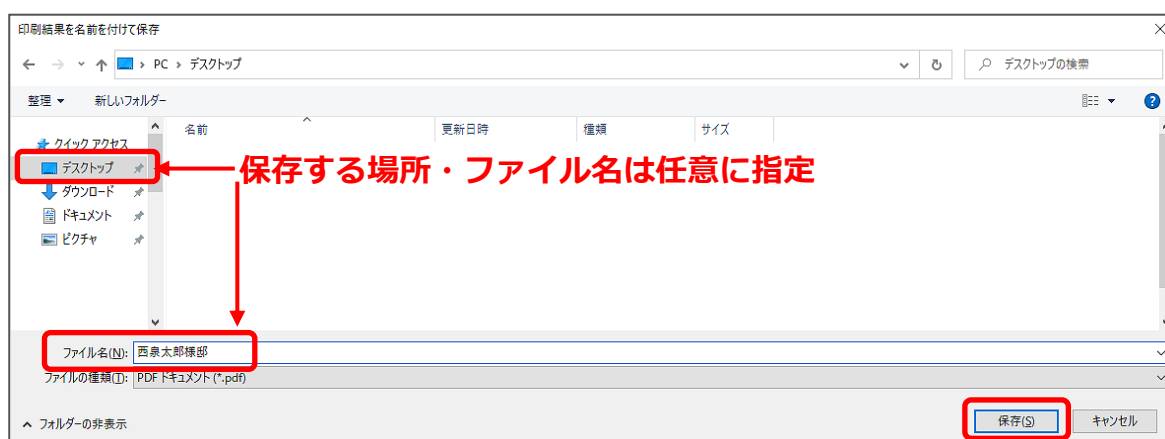 印刷結果を名前を付けて保存
PC › デスクトップ
デスクトップの検索
整理 新しいフォルダー
名前 更新日時 種類 サイズ
クイック アクセス
デスクトップ
保存する場所・ファイル名は任意に指定
ダウンロード
ドキュメント
ピクチャ
ファイル名(N): 西泉太郎様邸
ファイルの種類(T): PDF ドキュメント (*.pdf)
フォルダーの非表示
保存(S) キャンセル